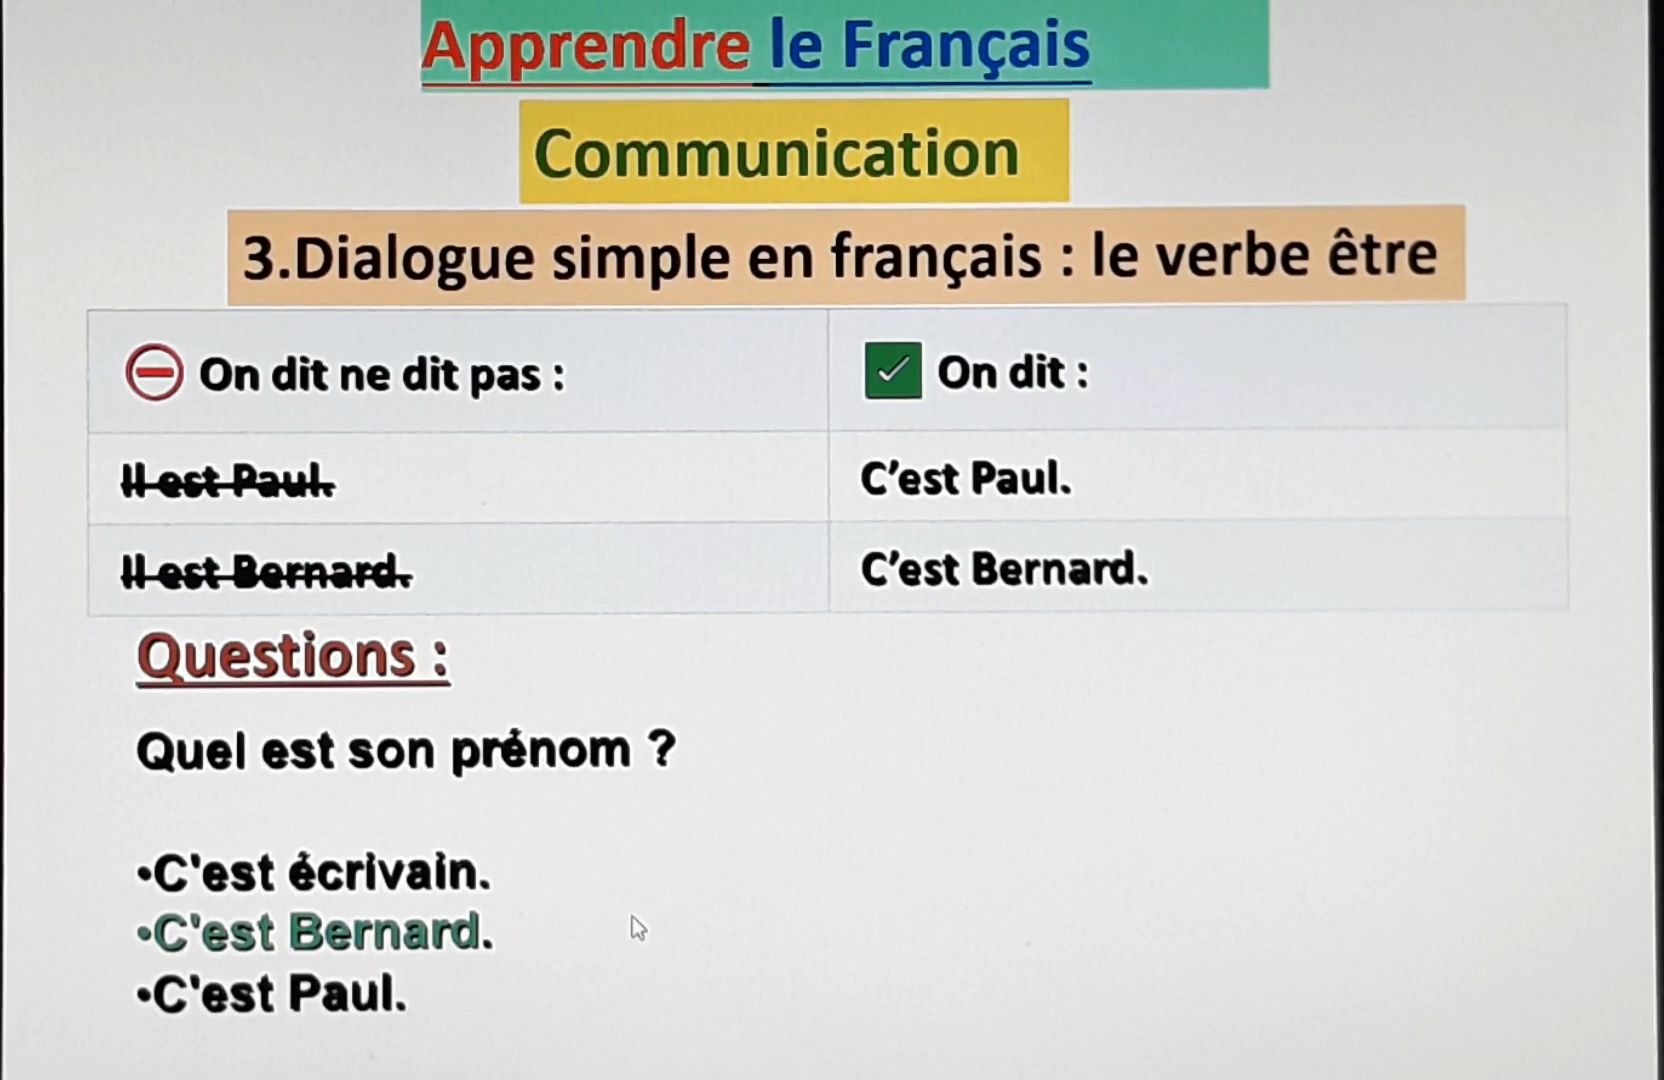 Apprendre le Français
Communication
3.Dialogue simple en français : le verbe être
On dit ne dit pas :
On dit :
Il est Paul.
C’est Paul.
Il est Bernard.
C’est Bernard.
Questions :
Quel est son prénom ?
•C'est écrivain.
•C'est Bernard.
•C'est Paul.